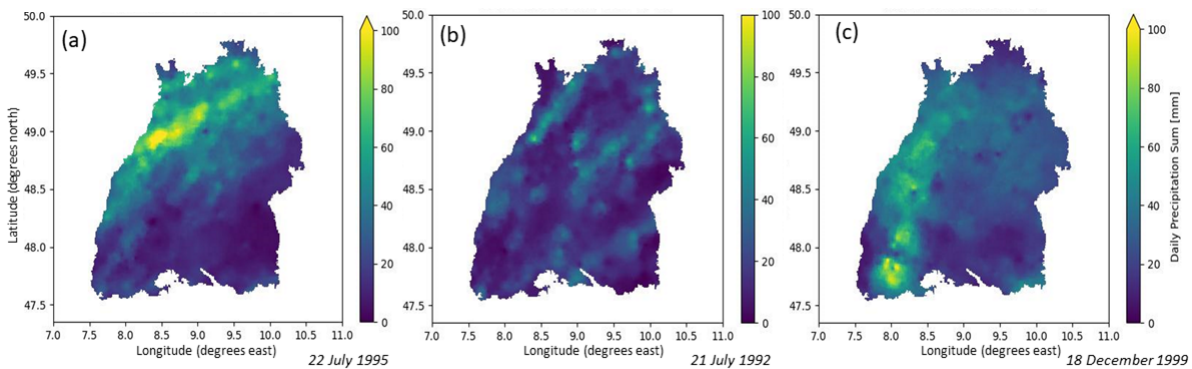 (a)
50.0
49.5
49.0
48.5
48.0
47.5
Latitude (degrees north)
7.0 7.5 8.0 8.5 9.0 9.5 10.0 10.5 11.0
Longitude (degrees east)
100
80
60
40
20
0
22 July 1995
(b)
50.0
49.5
49.0
48.5
48.0
47.5
7.0 7.5 8.0 8.5 9.0 9.5 10.0 10.5 11.0
Longitude (degrees east)
100
80
60
40
20
0
21 July 1992
(c)
50.0
49.5
49.0
48.5
48.0
47.5
7.0 7.5 8.0 8.5 9.0 9.5 10.0 10.5 11.0
Longitude (degrees east)
100
80
60
40
20
0
Daily Precipitation Sum [mm]
18 December 1999